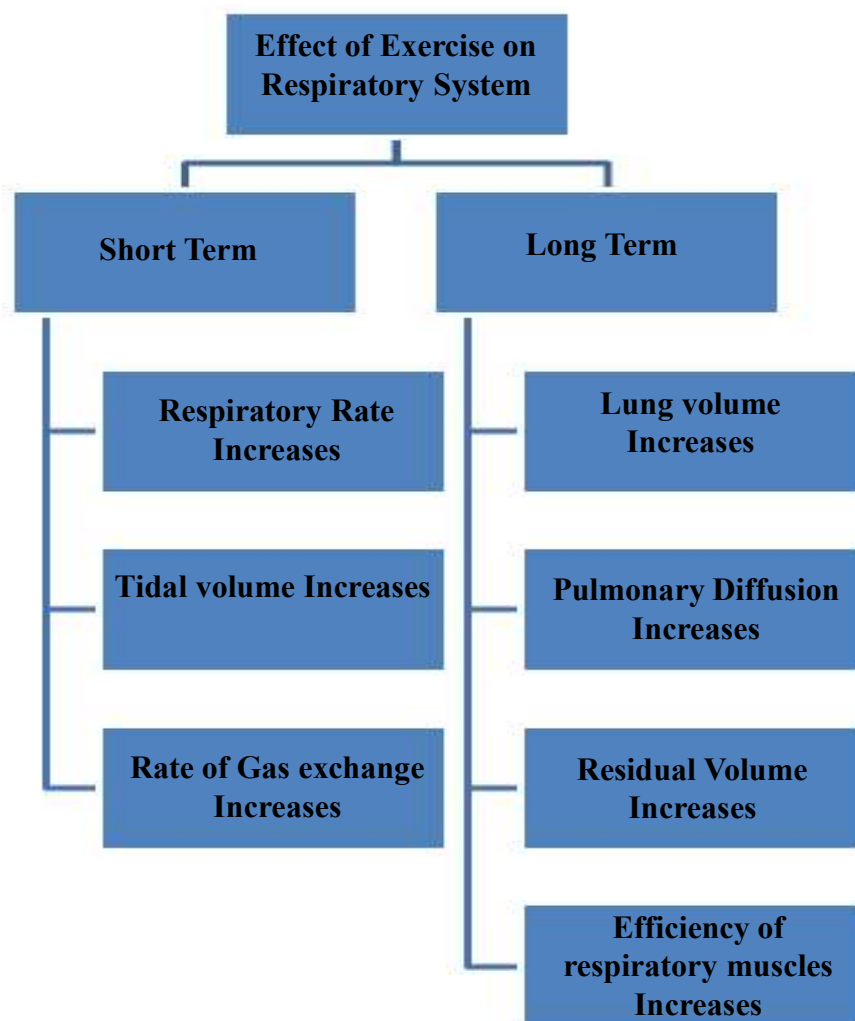 Effect of Exercise on
Respiratory System
Short Term
Long Term
Respiratory Rate
Increases
Tidal volume Increases
Rate of Gas exchange
Increases
Lung volume
Increases
Pulmonary Diffusion
Increases
Residual Volume
Increases
Efficiency of
respiratory muscles
Increases